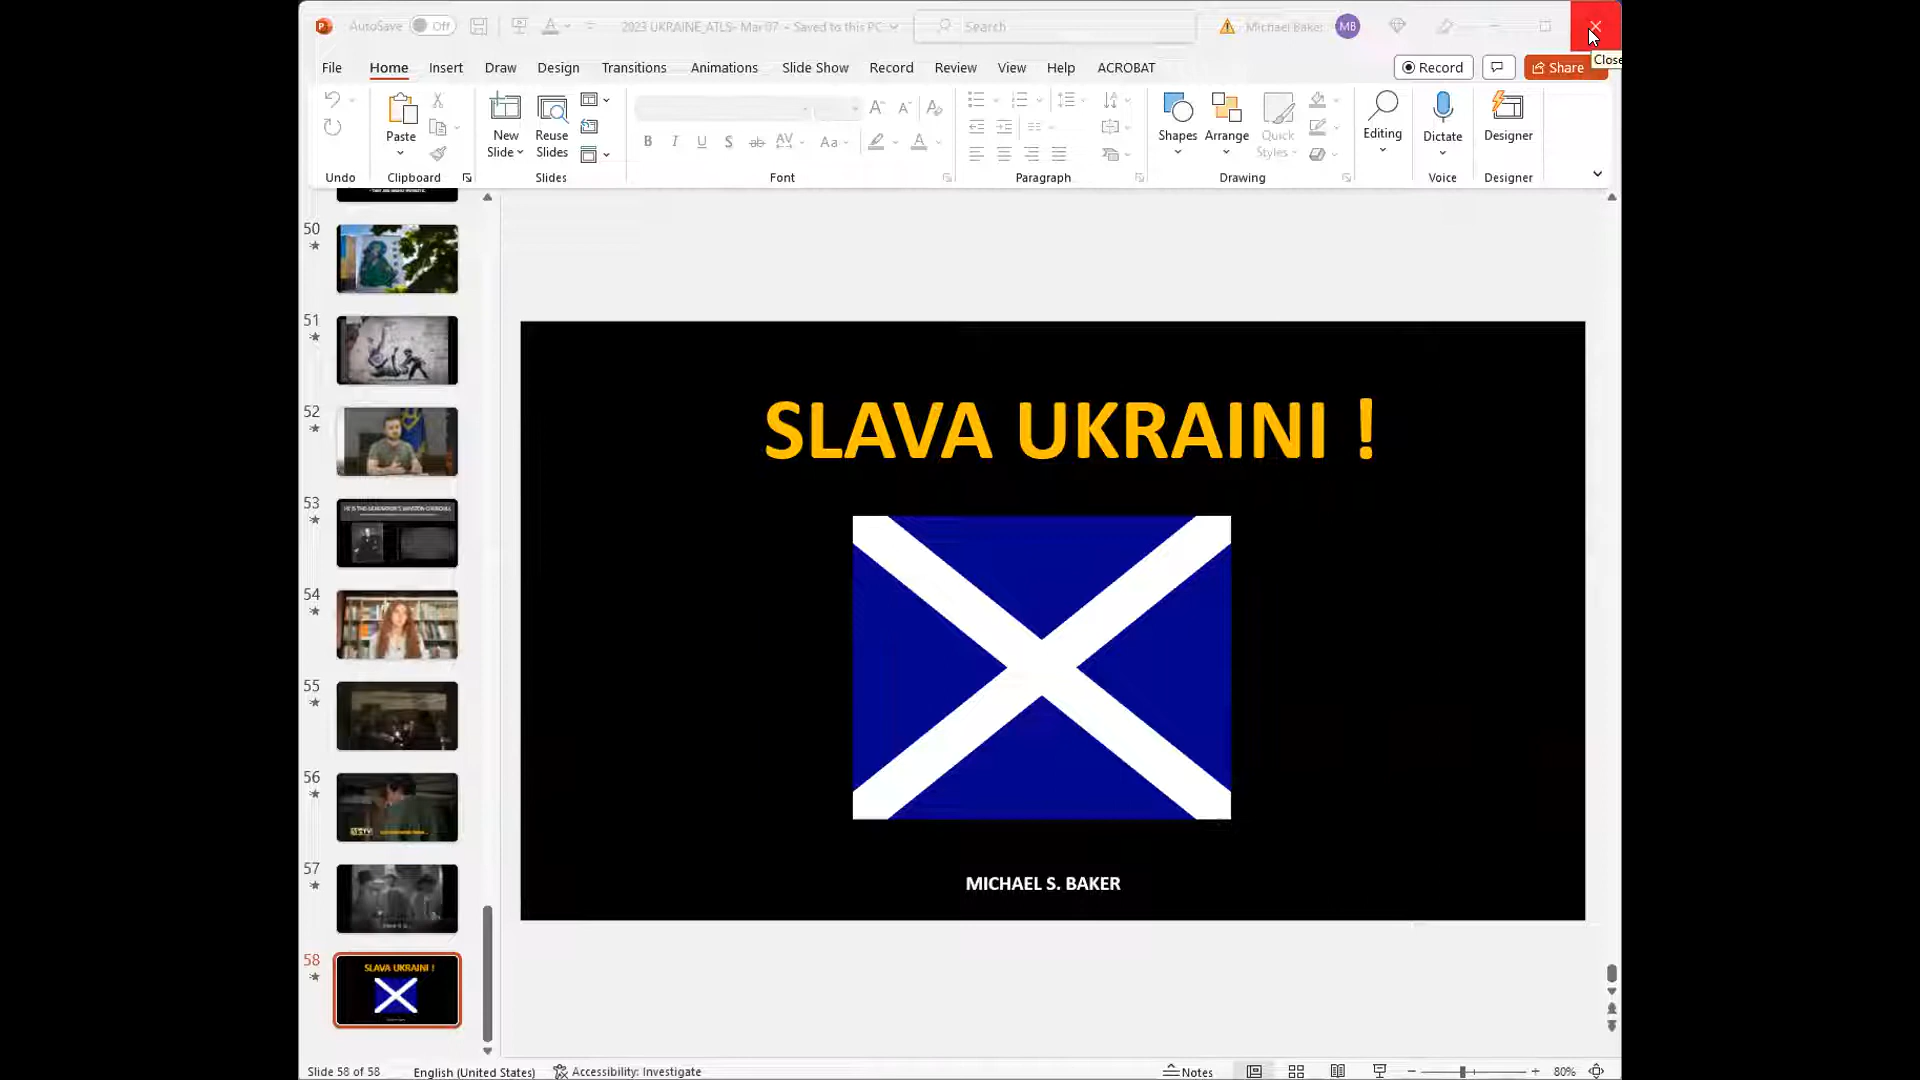 AutoSave Off
2023 UKRAINE_ATLS- Mar 07 - Saved to this PC
Search
Michael Baker MB
Close
File Home Insert Draw Design Transitions Animations Slide Show Record Review View Help ACROBAT
Record
Share
Paste
New Slide
Reuse Slides
B I U S ab AV Aa A
Shapes
Arrange
Quick Styles
Editing
Dictate
Designer
Undo Clipboard Slides Font Paragraph Drawing Voice Designer
50
51
52
53
54
55
56
57
58
SLAVA UKRAINI !
SLAVA UKRAINI !
MICHAEL S. BAKER
Slide 58 of 58 English (United States) Accessibility: Investigate Notes 80%